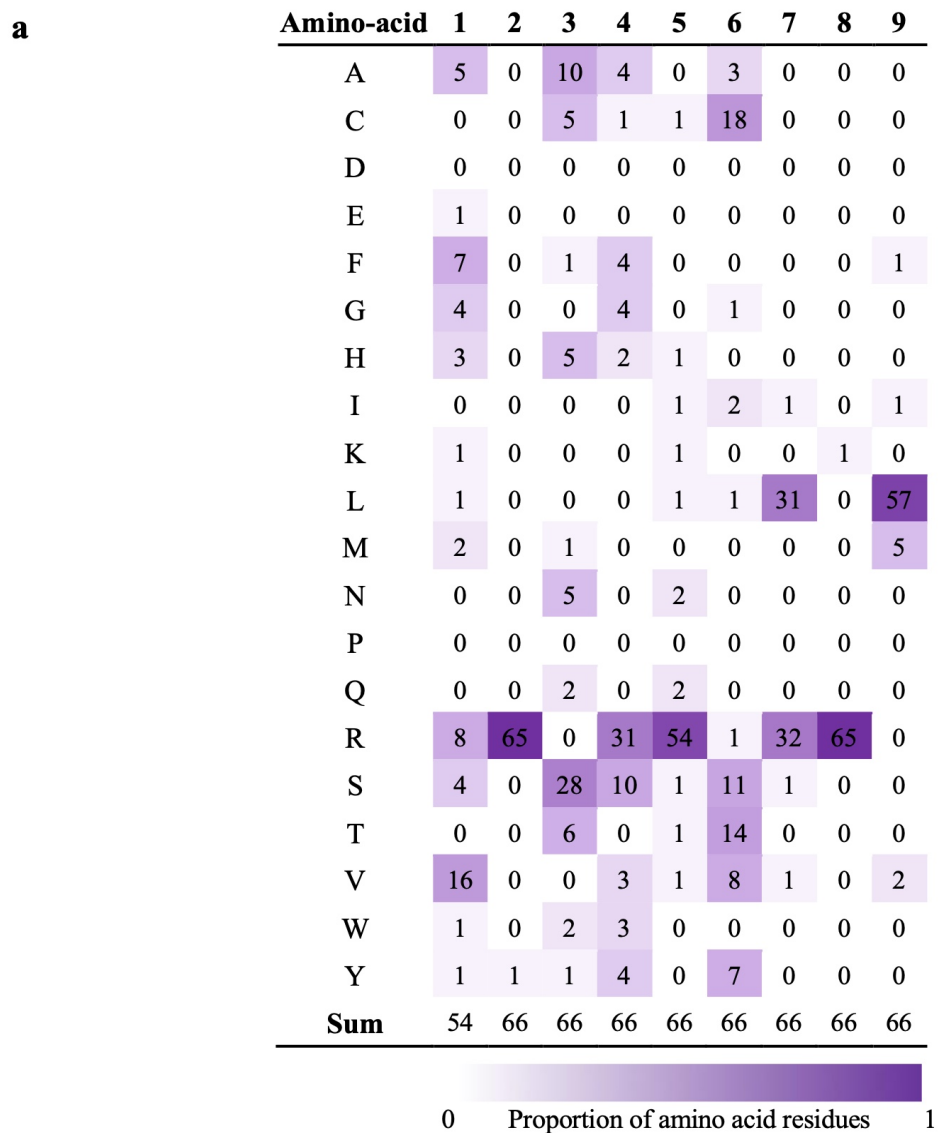 a
Amino-acid 1 2 3 4 5 6 7 8 9
A 5 0 10 4 0 3 0 0 0
C 0 0 5 1 1 18 0 0 0
D 0 0 0 0 0 0 0 0 0
E 1 0 0 0 0 0 0 0 0
F 7 0 1 4 0 0 0 0 1
G 4 0 0 4 0 1 0 0 0
H 3 0 5 2 1 0 0 0 0
I 0 0 0 0 1 2 1 0 1
K 1 0 0 0 1 0 0 1 0
L 1 0 0 0 1 1 31 0 57
M 2 0 1 0 0 0 0 0 5
N 0 0 5 0 2 0 0 0 0
P 0 0 0 0 0 0 0 0 0
Q 0 0 2 0 2 0 0 0 0
R 8 65 0 31 54 1 32 65 0
S 4 0 28 10 1 11 1 0 0
T 0 0 6 0 1 14 0 0 0
V 16 0 0 3 1 8 1 0 2
W 1 0 2 3 0 0 0 0 0
Y 1 1 1 4 0 7 0 0 0
Sum 54 66 66 66 66 66 66 66 66
0 Proportion of amino acid residues 1